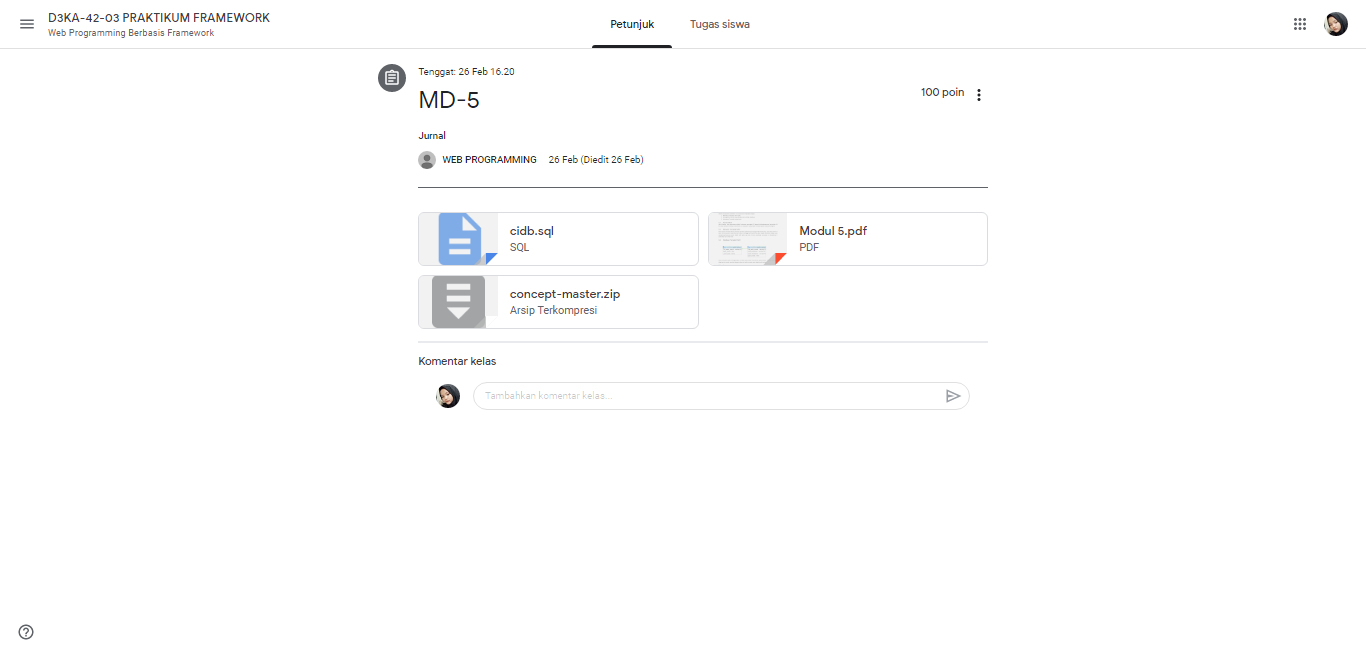 D3KA-42-03 PRAKTIKUM FRAMEWORK
Web Programming Berbasis Framework
Petunjuk
Tugas siswa
Tenggat: 26 Feb 16.20
MD-5
100 poin
Jurnal
WEB PROGRAMMING 26 Feb (Diedit 26 Feb)
cidb.sql
SQL
Modul 5.pdf
PDF
concept-master.zip
Arsip Terkompresi
Komentar kelas
Tambahkan komentar kelas...